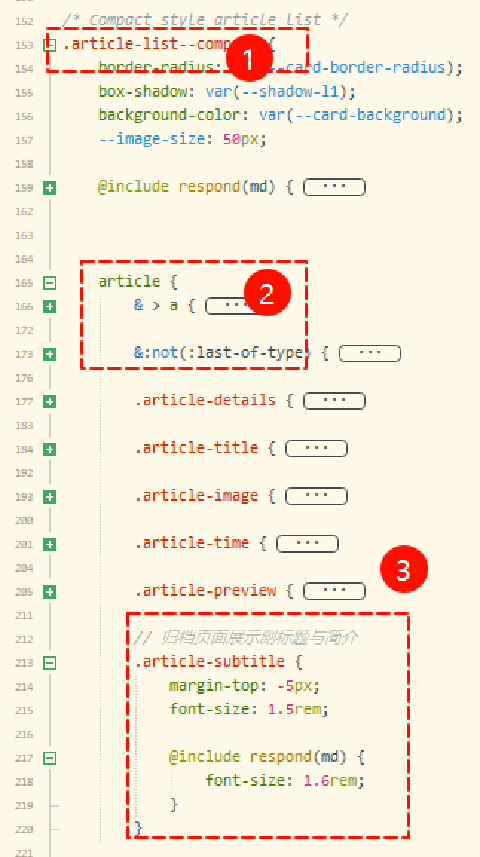 152 /* Compact style article list */
153 .article-list--comp {
1
154 border-radius: --card-border-radius);
155 box-shadow: var(--shadow-l1);
156 background-color: var(--card-background);
157 --image-size: 50px;
158
159 @include respond(md) { ...
162
163
164
165 article {
166 & > a { ...
2
172
173 &:not(:last-of-type) { ...
176
177 .article-details { ...
183
184 .article-title { ...
192
193 .article-image { ...
200
201 .article-time { ...
204
3
205 .article-preview { ...
211
212 // 归档页面展示副标题与简介
213 .article-subtitle {
214 margin-top: -5px;
215 font-size: 1.5rem;
216
217 @include respond(md) {
218 font-size: 1.6rem;
219 }
220 }
221